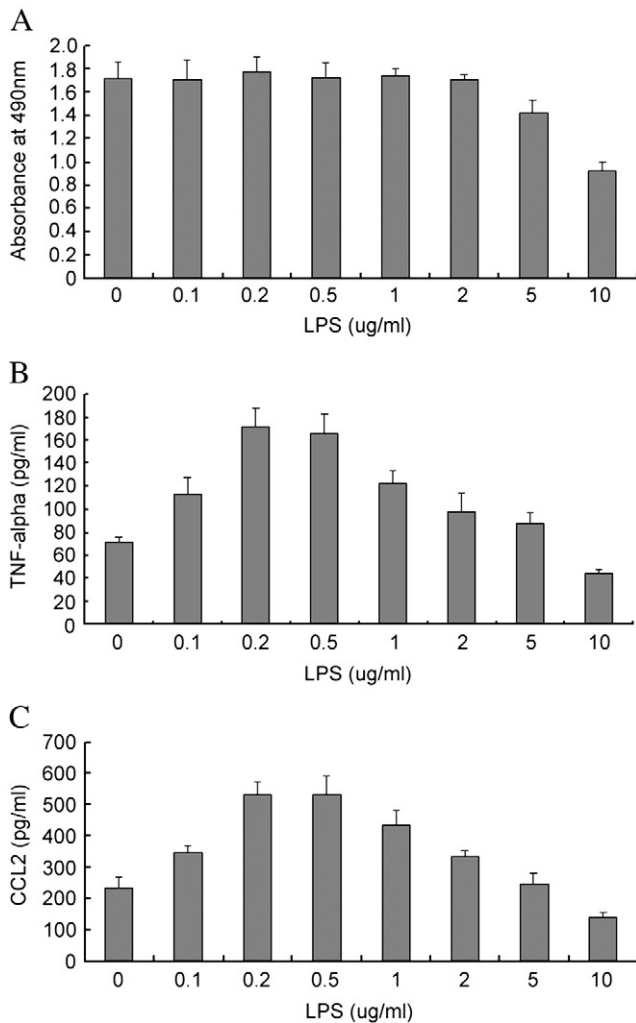 A
Absorbance at 490nm
2.0
1.8
1.6
1.4
1.2
1.0
0.8
0.6
0.4
0.2
0
0 0.1 0.2 0.5 1 2 5 10
LPS (ug/ml)
B
TNF-alpha (pg/ml)
200
180
160
140
120
100
80
60
40
20
0
0 0.1 0.2 0.5 1 2 5 10
LPS (ug/ml)
C
CCL2 (pg/ml)
700
600
500
400
300
200
100
0
0 0.1 0.2 0.5 1 2 5 10
LPS (ug/ml)